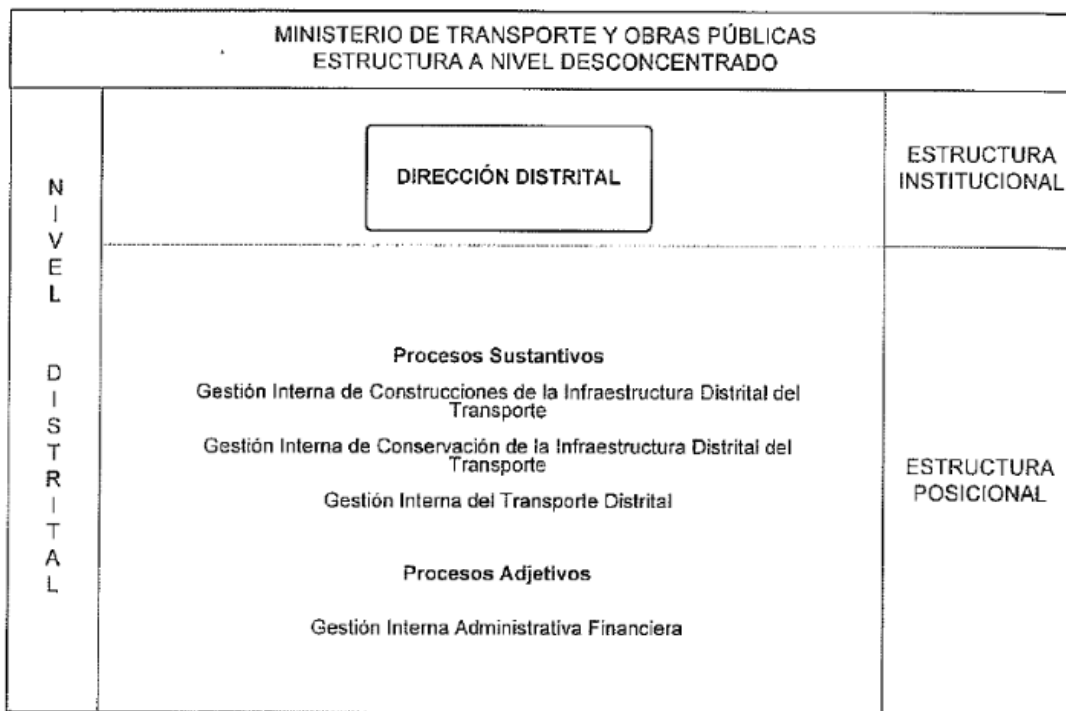 MINISTERIO DE TRANSPORTE Y OBRAS PÚBLICAS
ESTRUCTURA A NIVEL DESCONCENTRADO
NIVEL DISTRITAL
DIRECCIÓN DISTRITAL
ESTRUCTURA
INSTITUCIONAL
Procesos Sustantivos
Gestión Interna de Construcciones de la Infraestructura Distrital del
Transporte
Gestión Interna de Conservación de la Infraestructura Distrital del
Transporte
Gestión Interna del Transporte Distrital
Procesos Adjetivos
Gestión Interna Administrativa Financiera
ESTRUCTURA
POSICIONAL